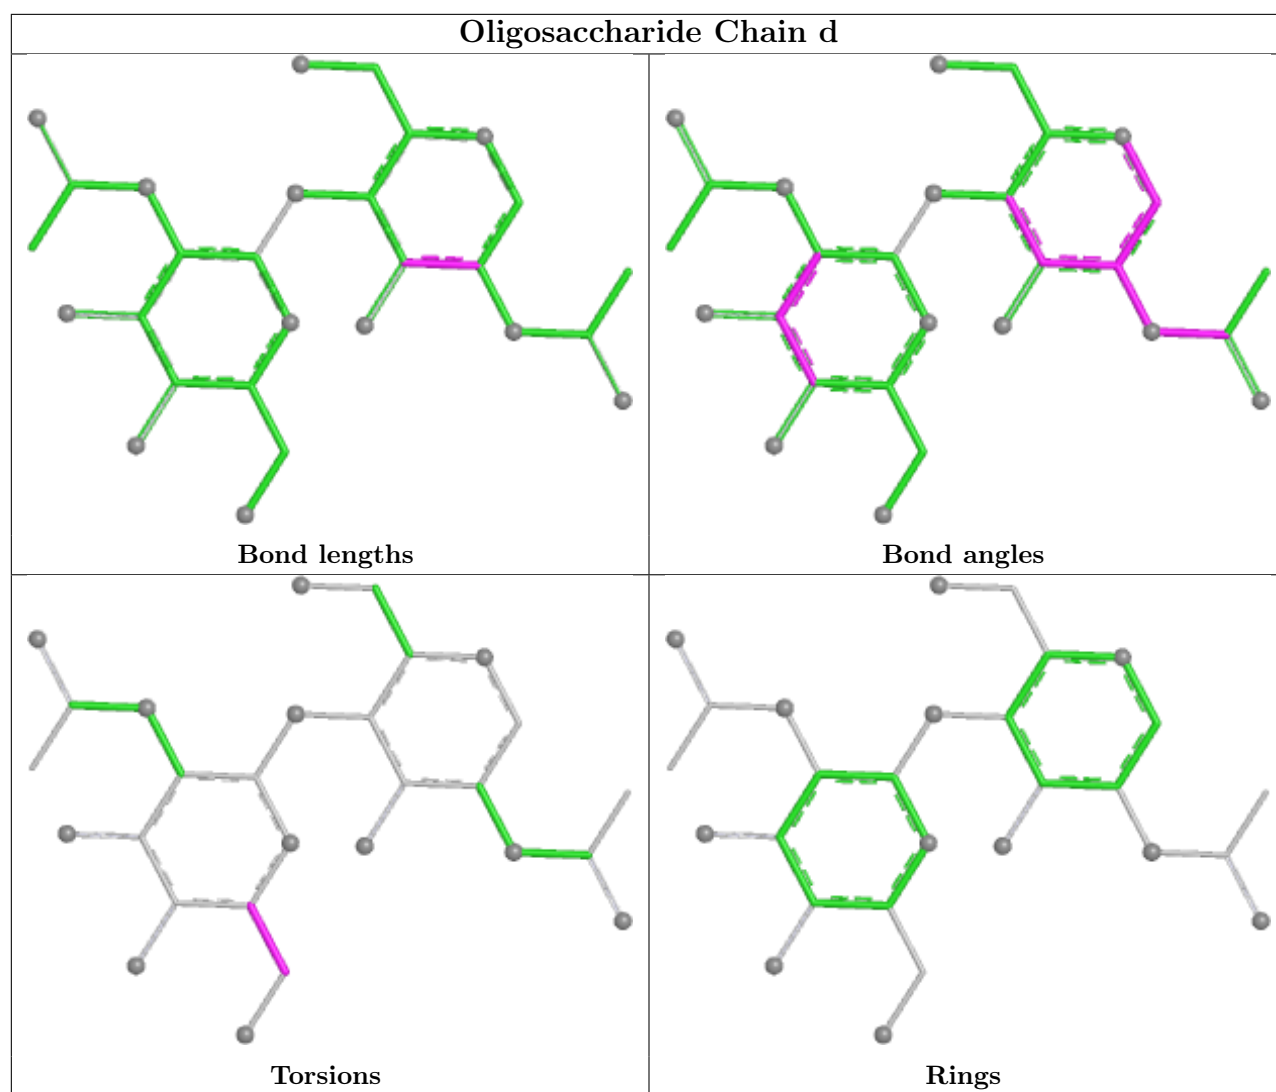 Oligosaccharide Chain d
Bond lengths
Bond angles
Torsions
Rings